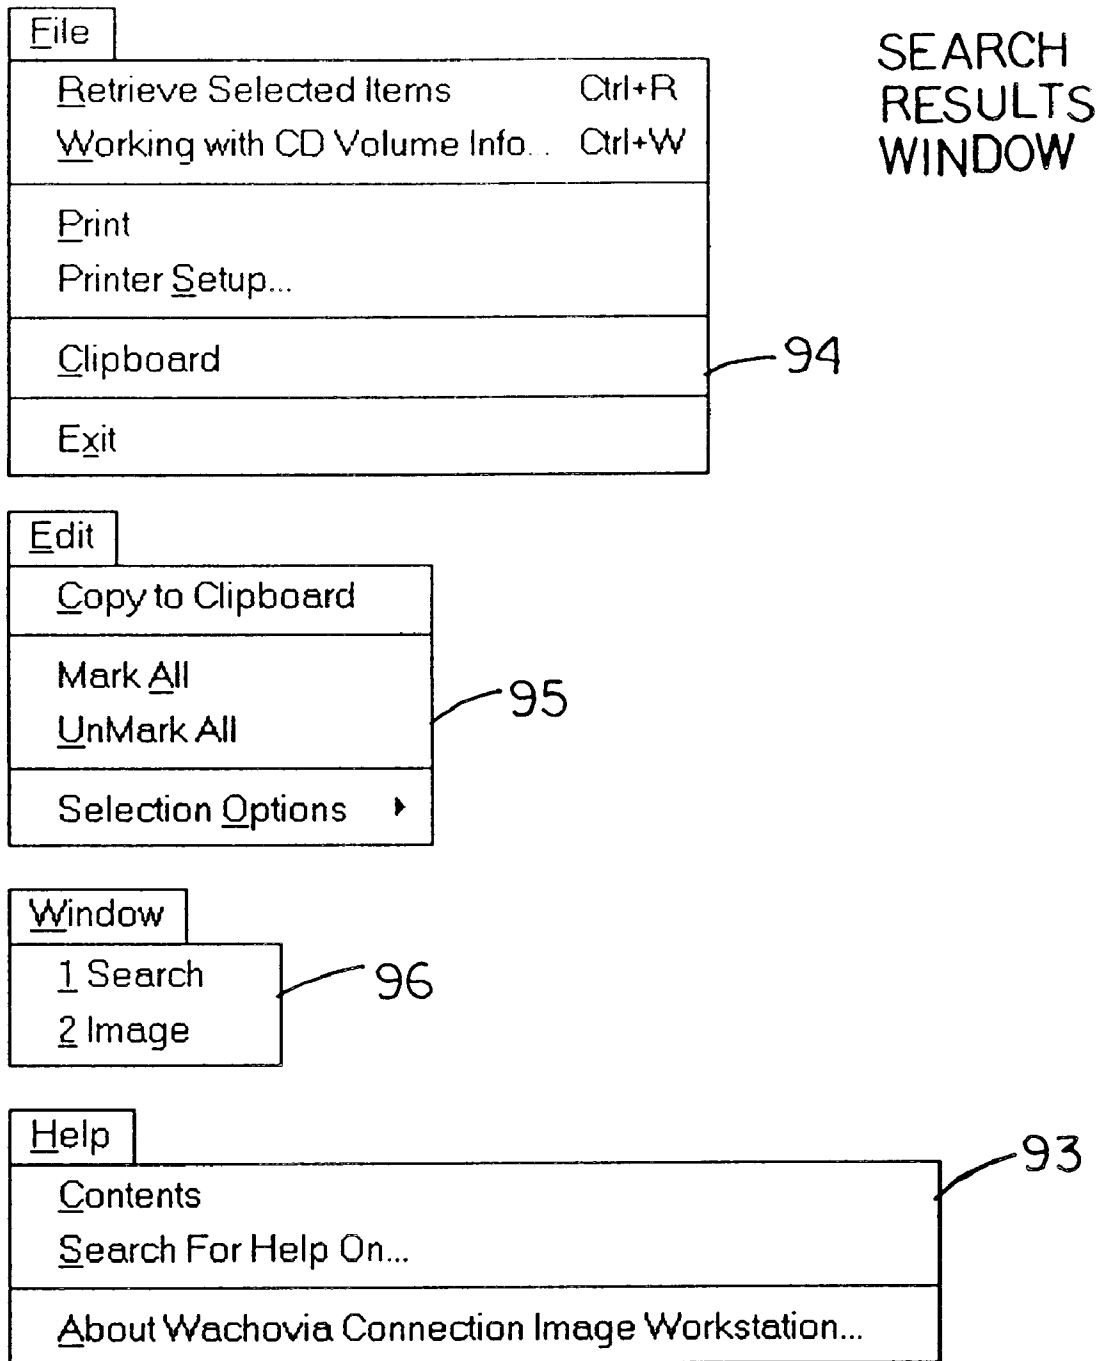 File
SEARCH
RESULTS
WINDOW
Retrieve Selected Items Ctrl+R
Working with CD Volume Info... Ctrl+W
Print
Printer Setup...
Clipboard
94
Exit
Edit
Copy to Clipboard
Mark All
UnMark All
95
Selection Options
Window
1 Search
2 Image
96
Help
93
Contents
Search For Help On...
About Wachovia Connection Image Workstation...